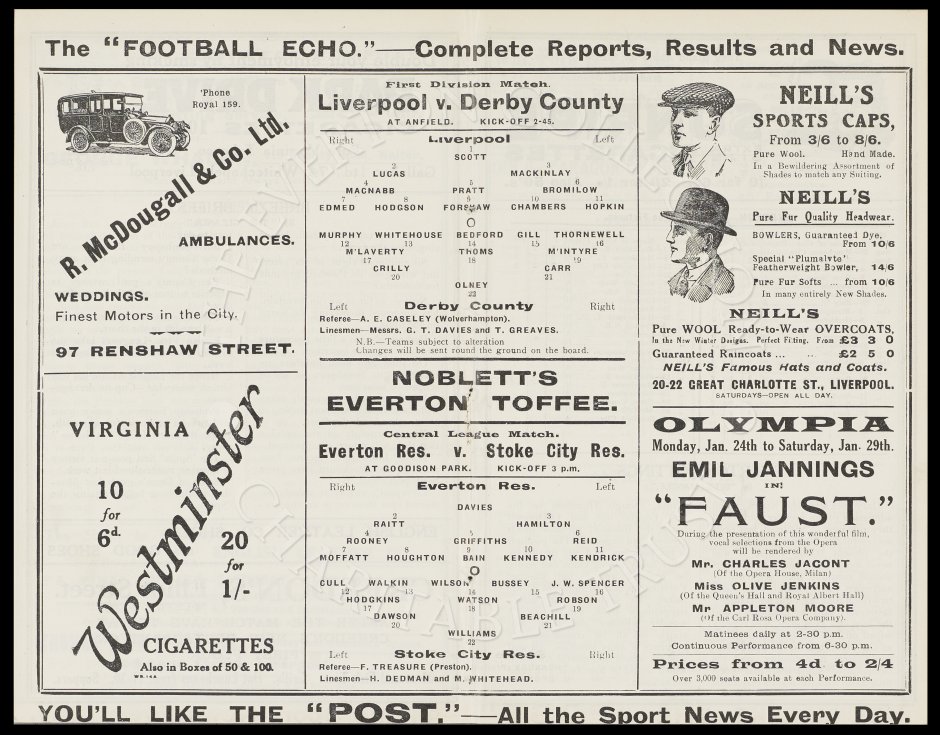 The "FOOTBALL ECHO."—Complete Reports, Results and News.
'Phone
Royal 159.
R. McDougall & Co. Ltd.
AMBULANCES.
WEDDINGS.
Finest Motors in the City.
97 RENSHAW STREET.
VIRGINIA
10
for
6d.
Westminster
20
for
1/-
CIGARETTES
Also in Boxes of 50 & 100.
W.B. 14A
First Division Match.
Liverpool v. Derby County
AT ANFIELD. KICK-OFF 2-45.
Right Liverpool Left
1
SCOTT
2 3
LUCAS MACKINLAY
4 5 6
MACNABB PRATT BROMILOW
7 8 9 10 11
EDMED HODGSON FORSHAW CHAMBERS HOPKIN
O
MURPHY WHITEHOUSE BEDFORD GILL THORNEWELL
12 13 14 15 16
M'LAVERTY THOMS M'INTYRE
17 18 19
CRILLY CARR
20 21
OLNEY
22
Left Derby County Right
Referee—A. E. CASELEY (Wolverhampton).
Linesmen—Messrs. G. T. DAVIES and T. GREAVES.
N.B.—Teams subject to alteration
Changes will be sent round the ground on the board.
NOBLETT'S
EVERTON TOFFEE.
Central League Match.
Everton Res. v. Stoke City Res.
AT GOODISON PARK. KICK-OFF 3 p.m.
Right Everton Res. Left
1
DAVIES
2 3
RAITT HAMILTON
4 5 6
ROONEY GRIFFITHS REID
7 8 9 10 11
MOFFATT HOUGHTON BAIN KENNEDY KENDRICK
O
CULL WALKIN WILSON BUSSEY J. W. SPENCER
12 13 14 15 16
HODGKINS WATSON ROBSON
17 18 19
DAWSON BEACHILL
20 21
WILLIAMS
22
Left Stoke City Res. Right
Referee—F. TREASURE (Preston).
Linesmen—H. DEDMAN and M. WHITEHEAD.
NEILL'S
SPORTS CAPS,
From 3/6 to 8/6.
Pure Wool. Hand Made.
In a Bewildering Assortment of
Shades to match any Suiting.
NEILL'S
Pure Fur Quality Headwear.
BOWLERS, Guaranteed Dye,
From 10/6
Special "Plumalyte"
Featherweight Bowler, 14/6
Pure Fur Softs ... from 10/6
In many entirely New Shades.
NEILL'S
Pure WOOL Ready-to-Wear OVERCOATS,
In the New Winter Designs. Perfect Fitting. From £3 3 0
Guaranteed Raincoats ... .. £2 5 0
NEILL'S Famous Hats and Coats.
20-22 GREAT CHARLOTTE ST., LIVERPOOL.
SATURDAYS—OPEN ALL DAY.
OLYMPIA
Monday, Jan. 24th to Saturday, Jan. 29th.
EMIL JANNINGS
IN:
"FAUST."
During the presentation of this wonderful film,
vocal selections from the Opera
will be rendered by
Mr. CHARLES JACONT
(Of the Opera House, Milan)
Miss OLIVE JENKINS
(Of the Queen's Hall and Royal Albert Hall)
Mr APPLETON MOORE
(Of the Carl Rosa Opera Company).
Matinees daily at 2-30 p.m.
Continuous Performance from 6-30 p.m.
Prices from 4d to 2/4
Over 3,000 seats available at each Performance.
YOU'LL LIKE THE "POST."—All the Sport News Every Day.